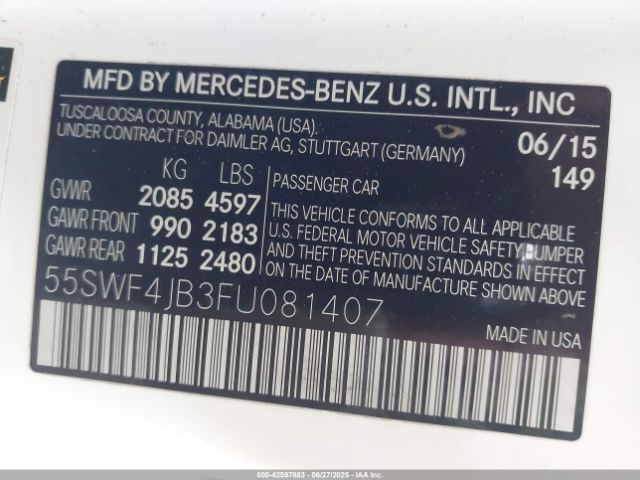 MFD BY MERCEDES-BENZ U.S. INTL., INC
TUSCALOOSA COUNTY, ALABAMA (USA).
UNDER CONTRACT FOR DAIMLER AG, STUTTGART (GERMANY)
06/15
149
KG LBS
GVWR 2085 4597
GAWR FRONT 990 2183
GAWR REAR 1125 2480
PASSENGER CAR
THIS VEHICLE CONFORMS TO ALL APPLICABLE
U.S. FEDERAL MOTOR VEHICLE SAFETY, BUMPER
AND THEFT PREVENTION STANDARDS IN EFFECT
ON THE DATE OF MANUFACTURE SHOWN ABOVE
55SWF4JB3FU081407
MADE IN USA
000-42597883 - 06/27/2025 - IAAI.COM